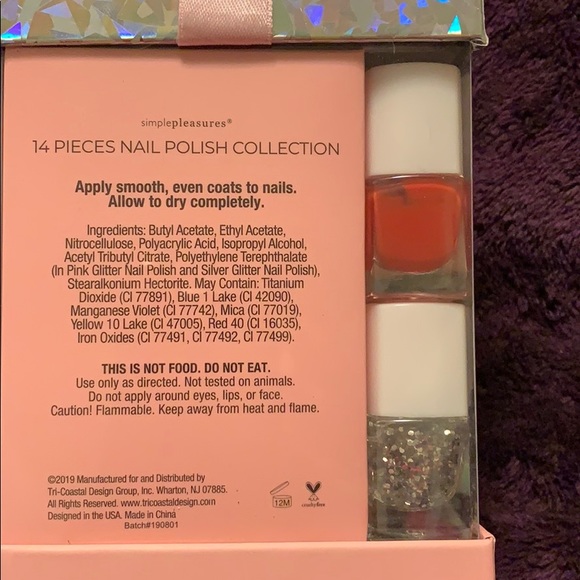 simplepleasures®
14 PIECES NAIL POLISH COLLECTION
Apply smooth, even coats to nails.
Allow to dry completely.
Ingredients: Butyl Acetate, Ethyl Acetate,
Nitrocellulose, Polyacrylic Acid, Isopropyl Alcohol,
Acetyl Tributyl Citrate, Polyethylene Terephthalate
(In Pink Glitter Nail Polish and Silver Glitter Nail Polish),
Stearalkonium Hectorite. May Contain: Titanium
Dioxide (CI 77891), Blue 1 Lake (CI 42090),
Manganese Violet (CI 77742), Mica (CI 77019),
Yellow 10 Lake (CI 47005), Red 40 (CI 16035),
Iron Oxides (CI 77491, CI 77492, CI 77499).
THIS IS NOT FOOD. DO NOT EAT.
Use only as directed. Not tested on animals.
Do not apply around eyes, lips, or face.
Caution! Flammable. Keep away from heat and flame.
©2019 Manufactured for and Distributed by
Tri-Coastal Design Group, Inc. Wharton, NJ 07885.
All Rights Reserved. www.tricoastaldesign.com
Designed in the USA. Made in China
Batch#190801
12M
crueltyfree